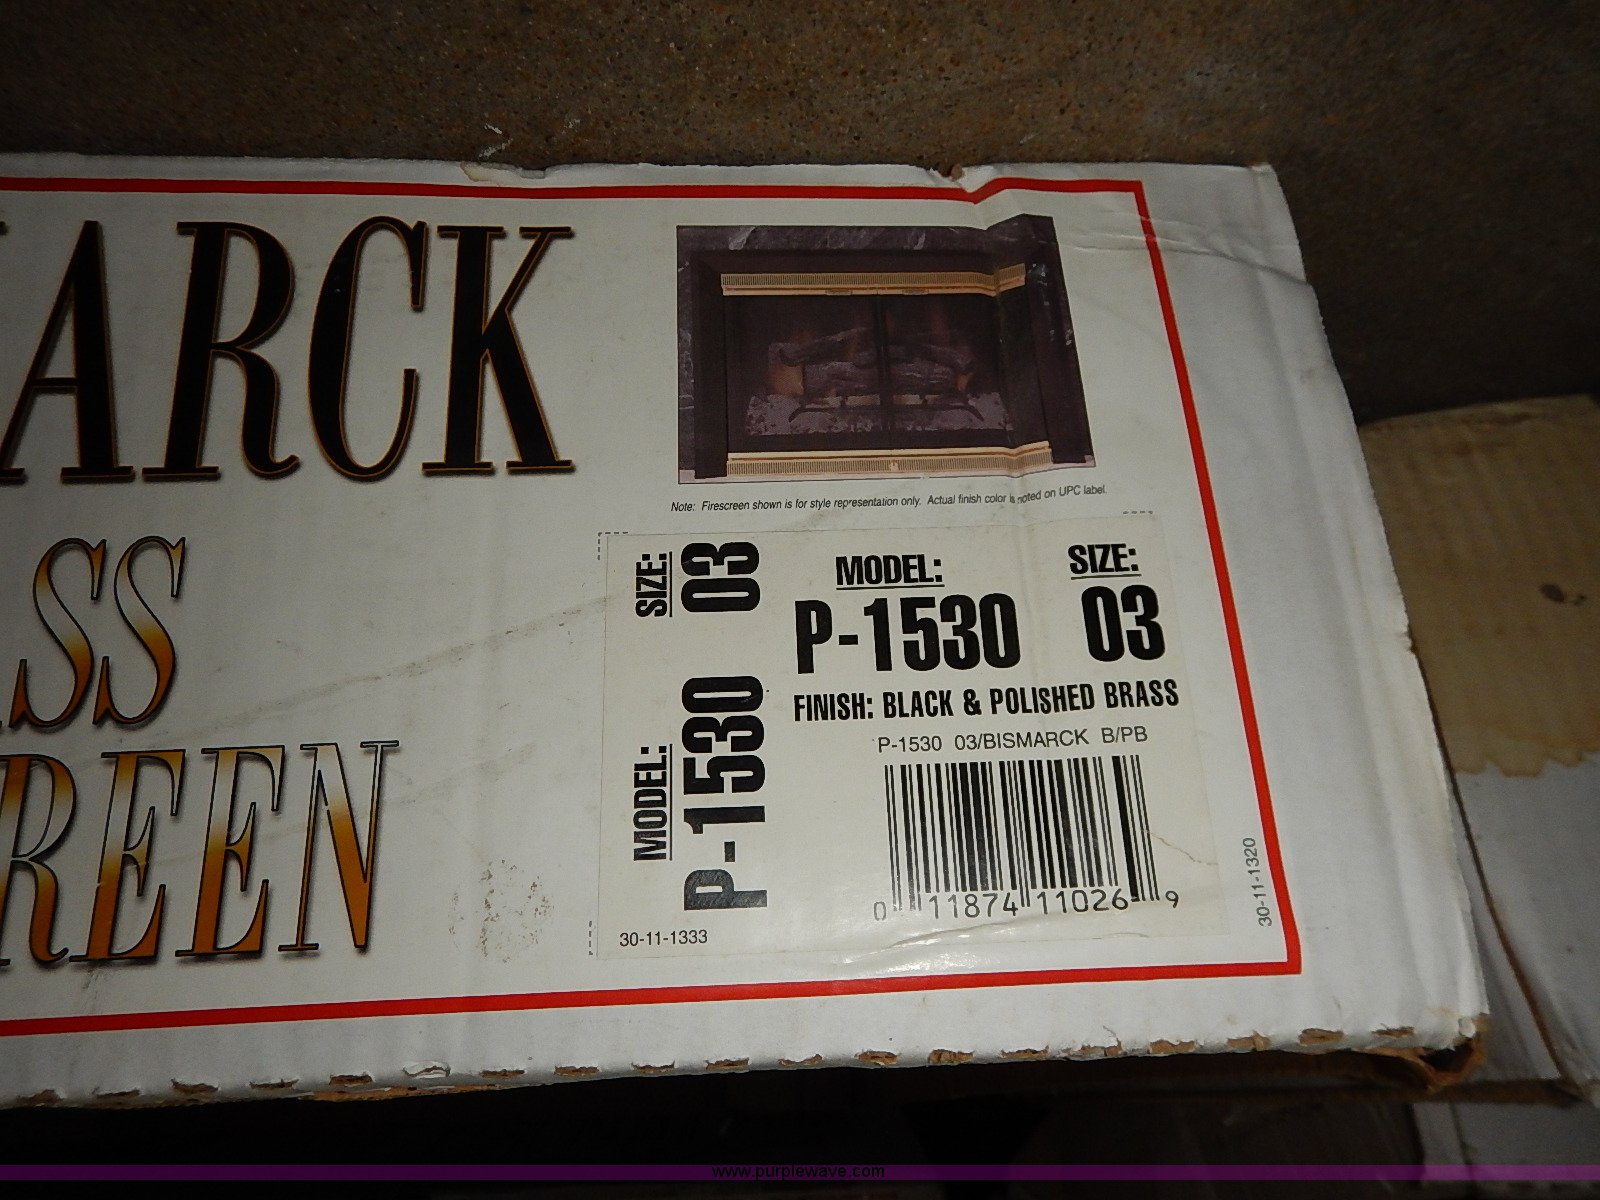 ARCK
SS
REEN
Note: Firescreen shown is for style representation only. Actual finish color is noted on UPC label.
SIZE: 03
MODEL: P-1530
MODEL:
SIZE:
P-1530 03
FINISH: BLACK & POLISHED BRASS
P-1530 03/BISMARCK B/PB
0 11874 11026 9
30-11-1333
30-11-1320
www.purplewave.com